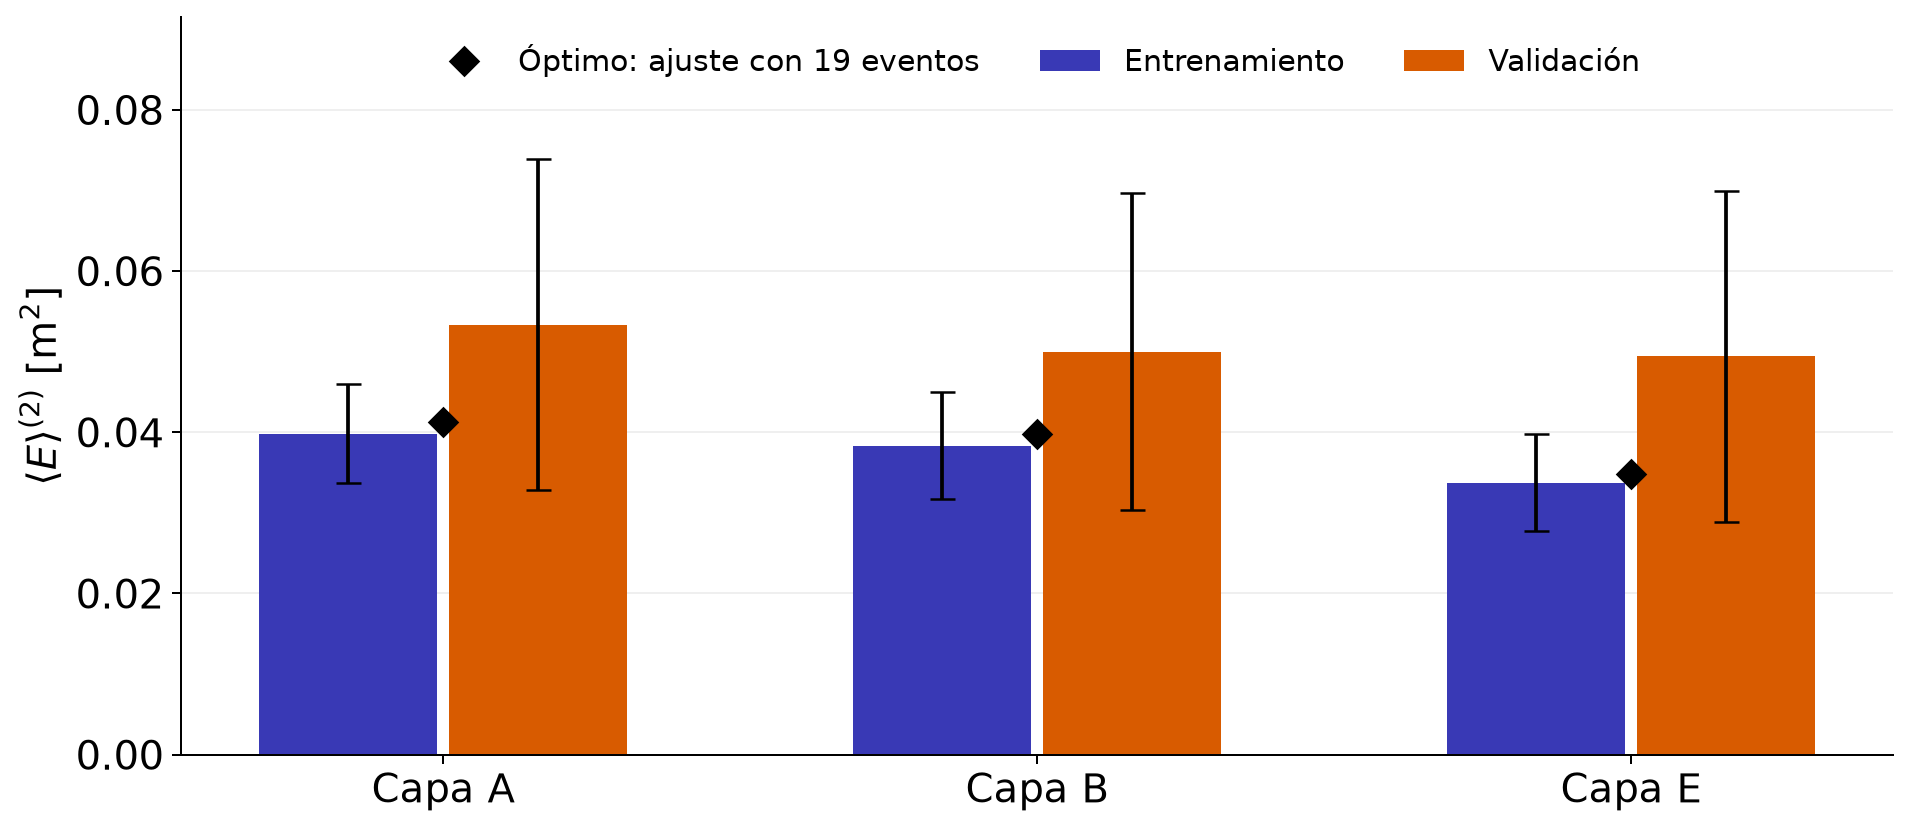 Óptimo: ajuste con 19 eventos Entrenamiento Validación
⟨E⟩⁽²⁾ [m²]
0.08
0.06
0.04
0.02
0.00
Capa A Capa B Capa E